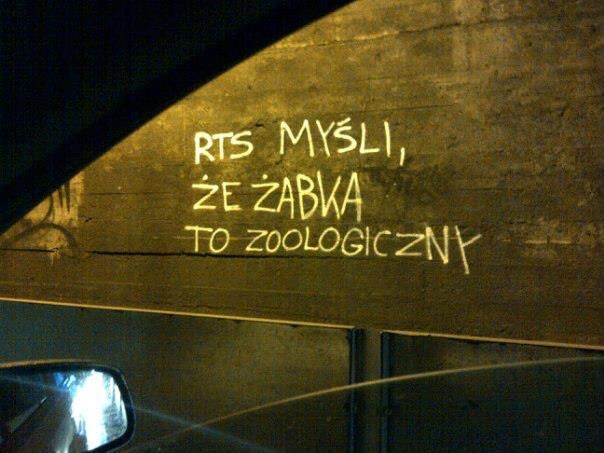 RTS MYŚLI,
ŻE ŻABKA
TO ZOOLOGICZNY